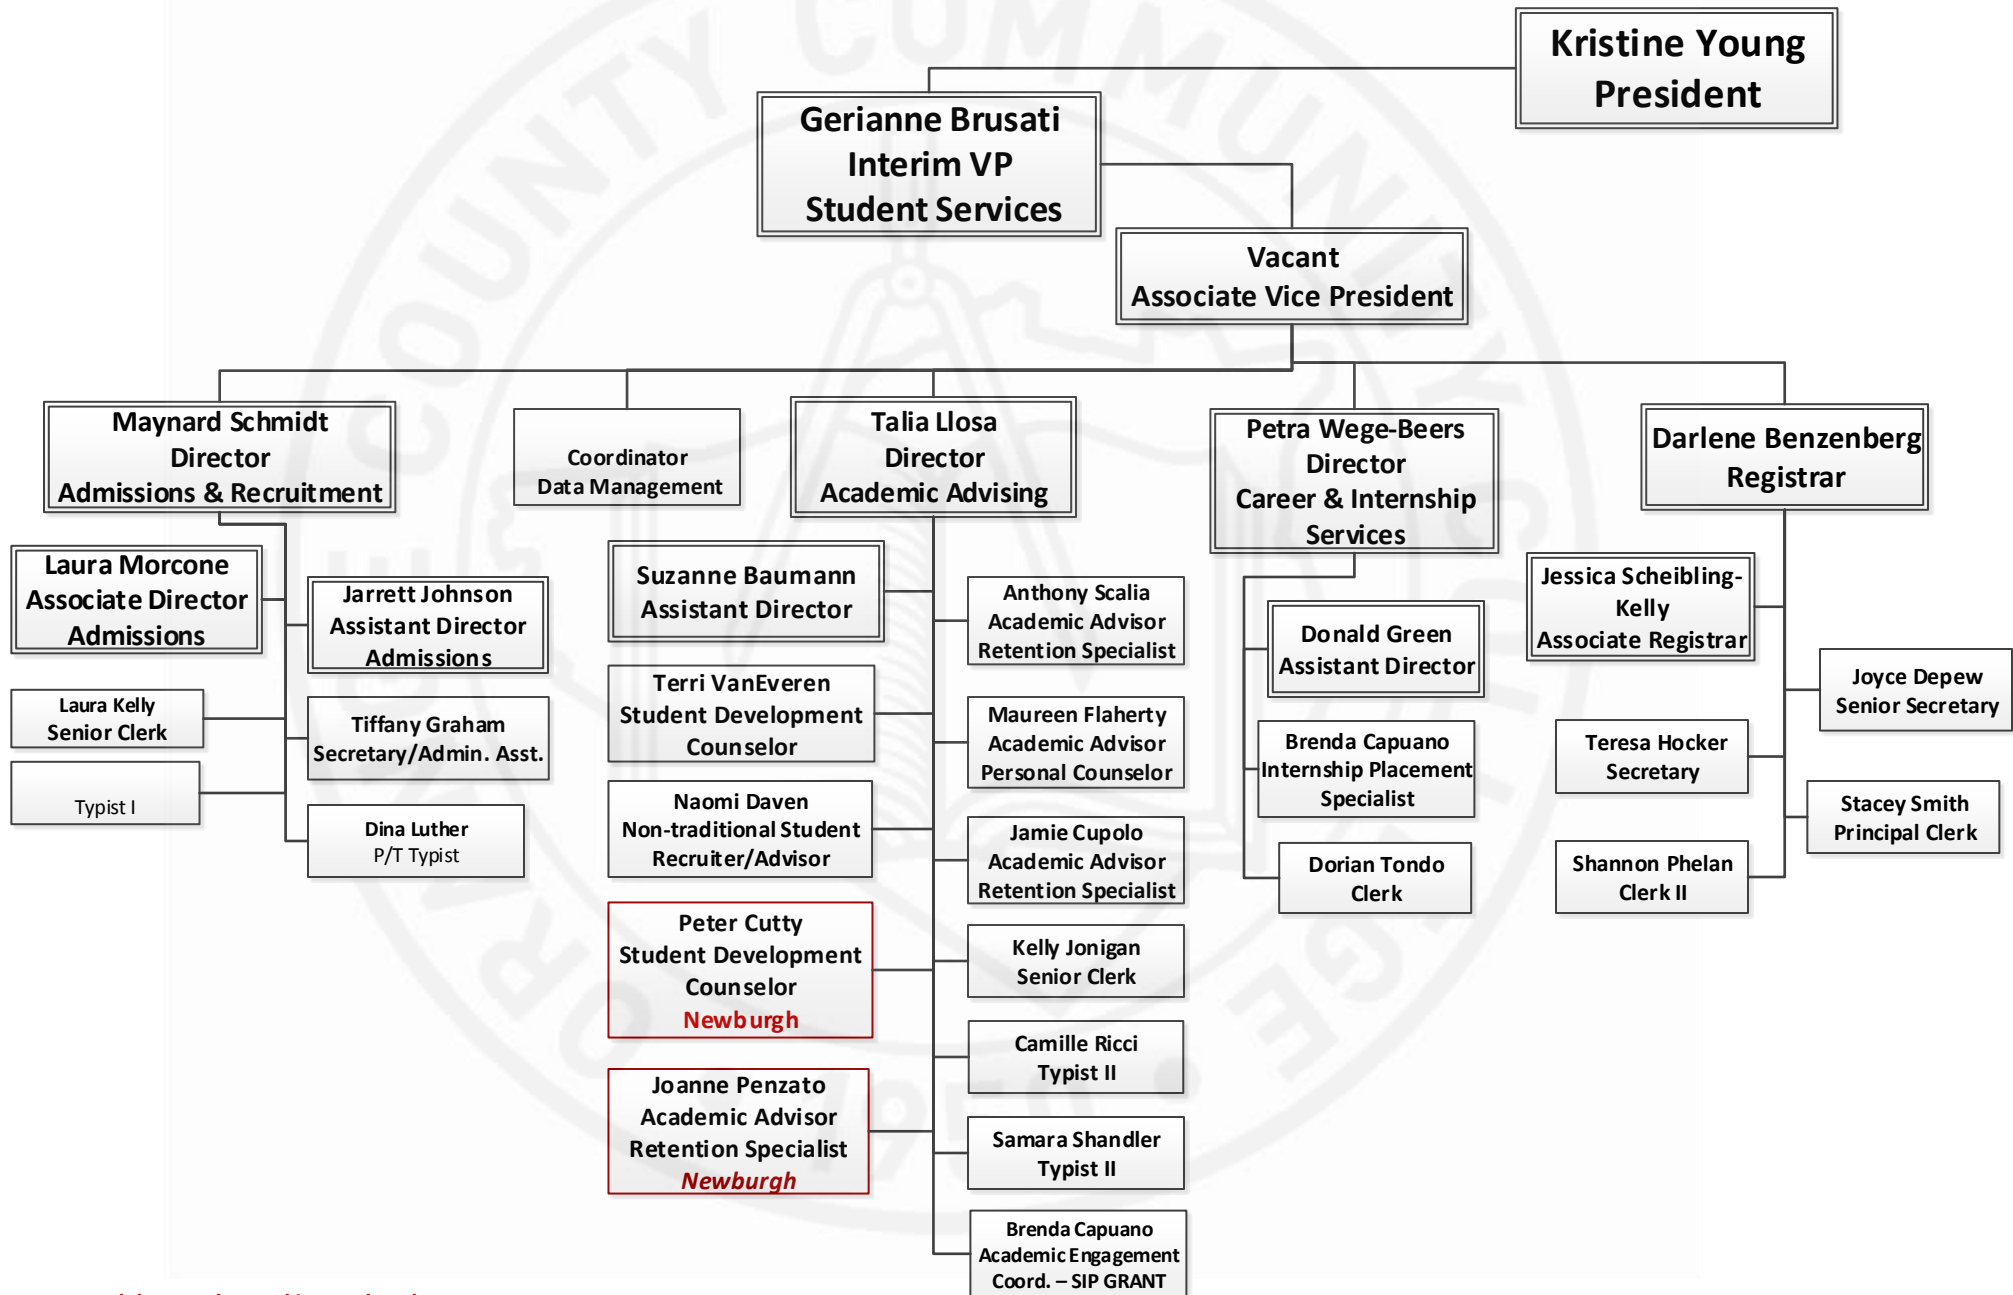 Kristine Young
President
Gerianne Brusati
Interim VP
Student Services
Vacant
Associate Vice President
Maynard Schmidt
Director
Admissions & Recruitment
Coordinator
Data Management
Talia Llosa
Director
Academic Advising
Petra Wege-Beers
Director
Career & Internship
Services
Darlene Benzenberg
Registrar
Laura Morcone
Associate Director
Admissions
Jarrett Johnson
Assistant Director
Admissions
Laura Kelly
Senior Clerk
Tiffany Graham
Secretary/Admin. Asst.
Typist I
Dina Luther
P/T Typist
Suzanne Baumann
Assistant Director
Anthony Scalia
Academic Advisor
Retention Specialist
Terri VanEveren
Student Development
Counselor
Maureen Flaherty
Academic Advisor
Personal Counselor
Naomi Daven
Non-traditional Student
Recruiter/Advisor
Jamie Cupolo
Academic Advisor
Retention Specialist
Peter Cutty
Student Development
Counselor
Newburgh
Kelly Jonigan
Senior Clerk
Camille Ricci
Typist II
Joanne Penzato
Academic Advisor
Retention Specialist
Newburgh
Samara Shandler
Typist II
Brenda Capuano
Academic Engagement
Coord. – SIP GRANT
Donald Green
Assistant Director
Brenda Capuano
Internship Placement
Specialist
Dorian Tondo
Clerk
Jessica Scheibling-
Kelly
Associate Registrar
Joyce Depew
Senior Secretary
Teresa Hocker
Secretary
Stacey Smith
Principal Clerk
Shannon Phelan
Clerk II
ORANGE COUNTY COMMUNITY COLLEGE
1950